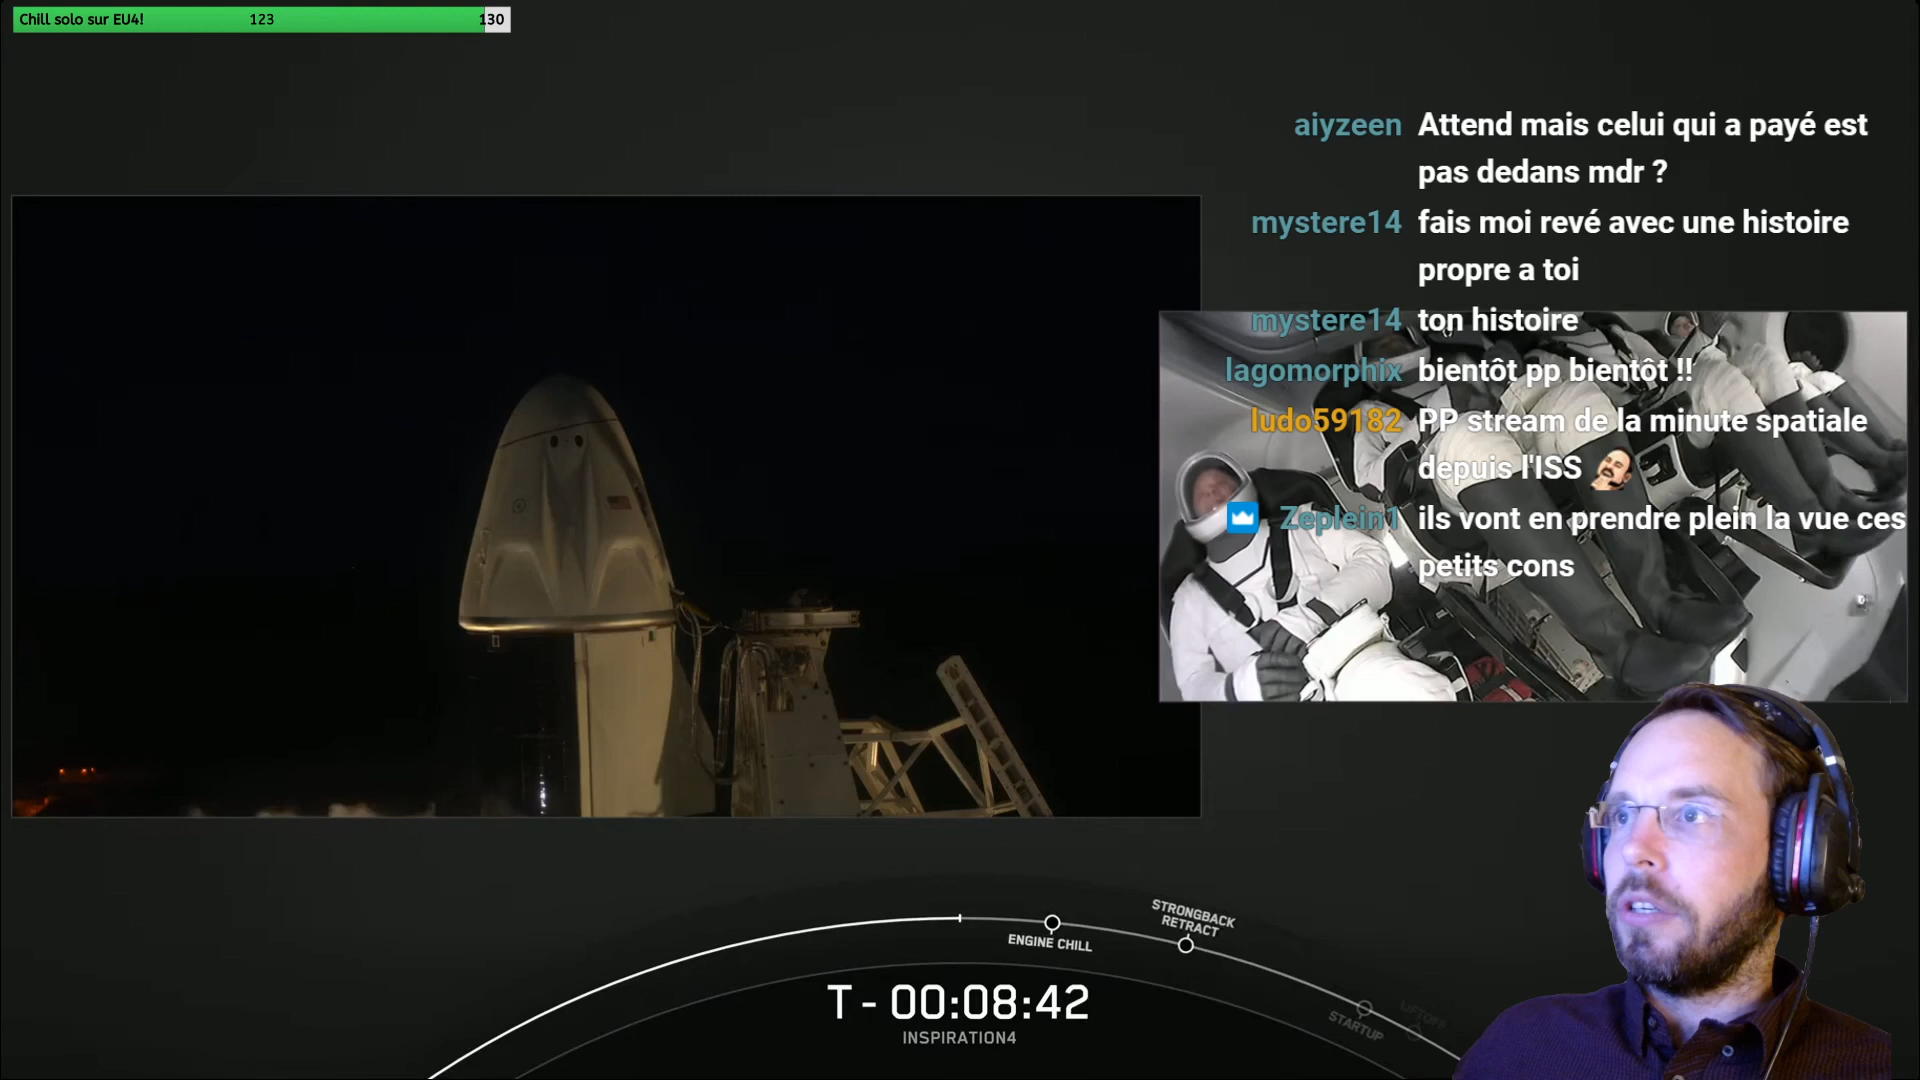 Chill solo sur EU4! 123 130
aiyzeen Attend mais celui qui a payé est
pas dedans mdr ?
mystere14 fais moi revé avec une histoire
propre a toi
mystere14 ton histoire
lagomorphix bientôt pp bientôt !!
ludo59182 PP stream de la minute spatiale
depuis l'ISS
Zeplein1 ils vont en prendre plein la vue ces
petits cons
STRONGBACK
RETRACT
ENGINE CHILL
T - 00:08:42
STARTUP
LIFTOFF
INSPIRATION4